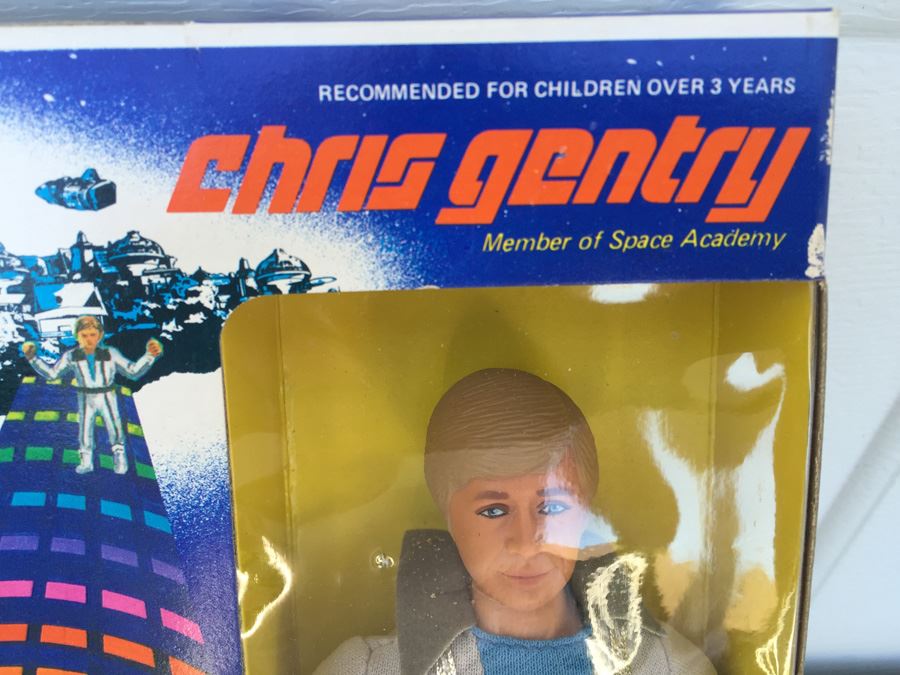 RECOMMENDED FOR CHILDREN OVER 3 YEARS
chris gentry
Member of Space Academy